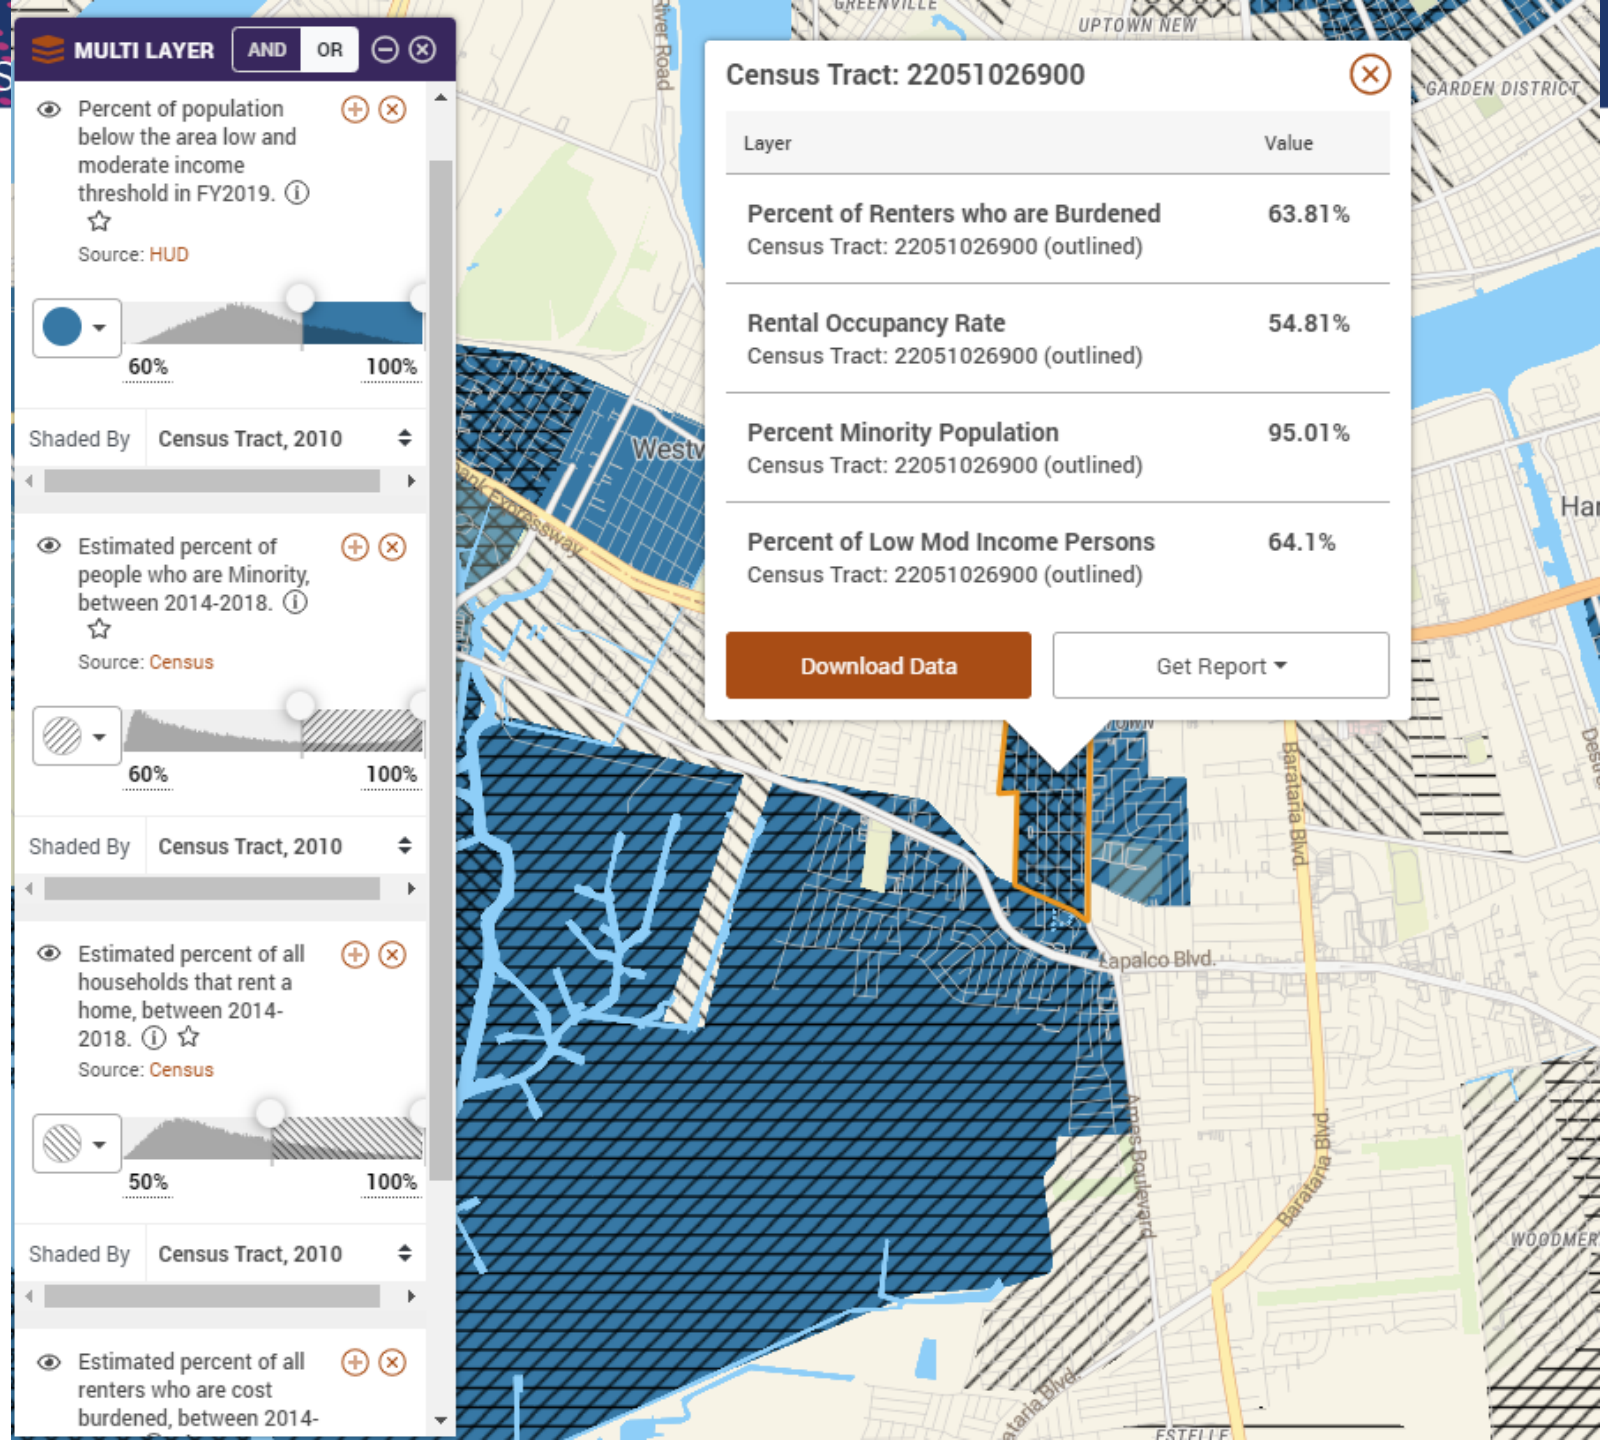 MULTI LAYER AND OR
Percent of population
below the area low and
moderate income
threshold in FY2019.
Source: HUD
60% 100%
Shaded By Census Tract, 2010
Estimated percent of
people who are Minority,
between 2014-2018.
Source: Census
60% 100%
Shaded By Census Tract, 2010
Estimated percent of all
households that rent a
home, between 2014-
2018.
Source: Census
50% 100%
Shaded By Census Tract, 2010
Estimated percent of all
renters who are cost
burdened, between 2014-
Census Tract: 22051026900
Layer Value
Percent of Renters who are Burdened 63.81%
Census Tract: 22051026900 (outlined)
Rental Occupancy Rate 54.81%
Census Tract: 22051026900 (outlined)
Percent Minority Population 95.01%
Census Tract: 22051026900 (outlined)
Percent of Low Mod Income Persons 64.1%
Census Tract: 22051026900 (outlined)
Download Data Get Report
River Road
GREENVILLE
UPTOWN NEW
GARDEN DISTRICT
Westw
ank Expressway
Har
Destr
OWN
Barataria Blvd.
Lapalco Blvd.
Ames Boulevard
Barataria Blvd.
WOODMER
ataria Blvd.
ESTELLE